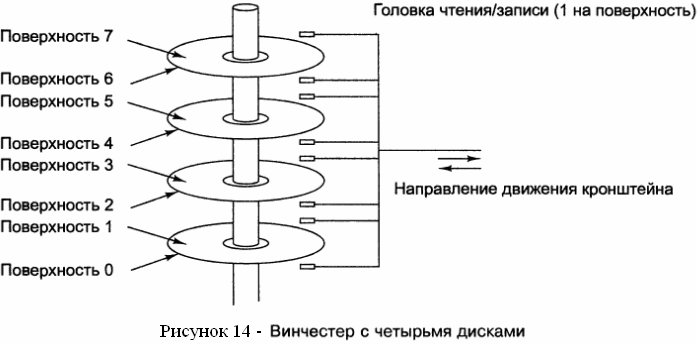 Головка чтения/записи (1 на поверхность)
Поверхность 7
Поверхность 6
Поверхность 5
Поверхность 4
Поверхность 3
Поверхность 2
Поверхность 1
Поверхность 0
Направление движения кронштейна
Рисунок 14 - Винчестер с четырьмя дисками